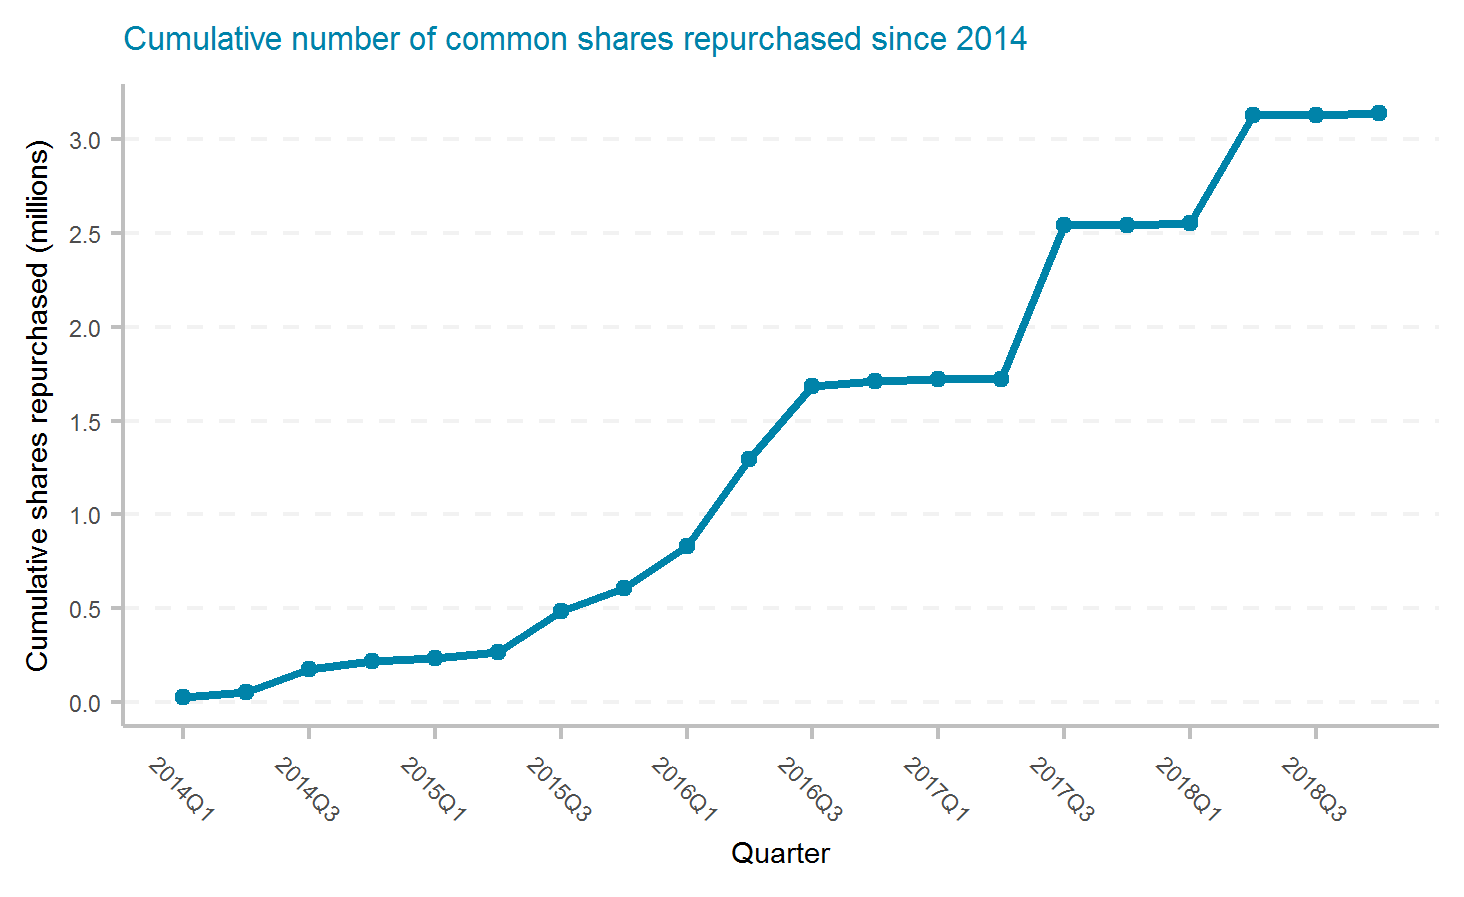 Cumulative number of common shares repurchased since 2014
Cumulative shares repurchased (millions)
3.0
2.5
2.0
1.5
1.0
0.5
0.0
2014Q1
2014Q3
2015Q1
2015Q3
2016Q1
2016Q3
2017Q1
2017Q3
2018Q1
2018Q3
Quarter